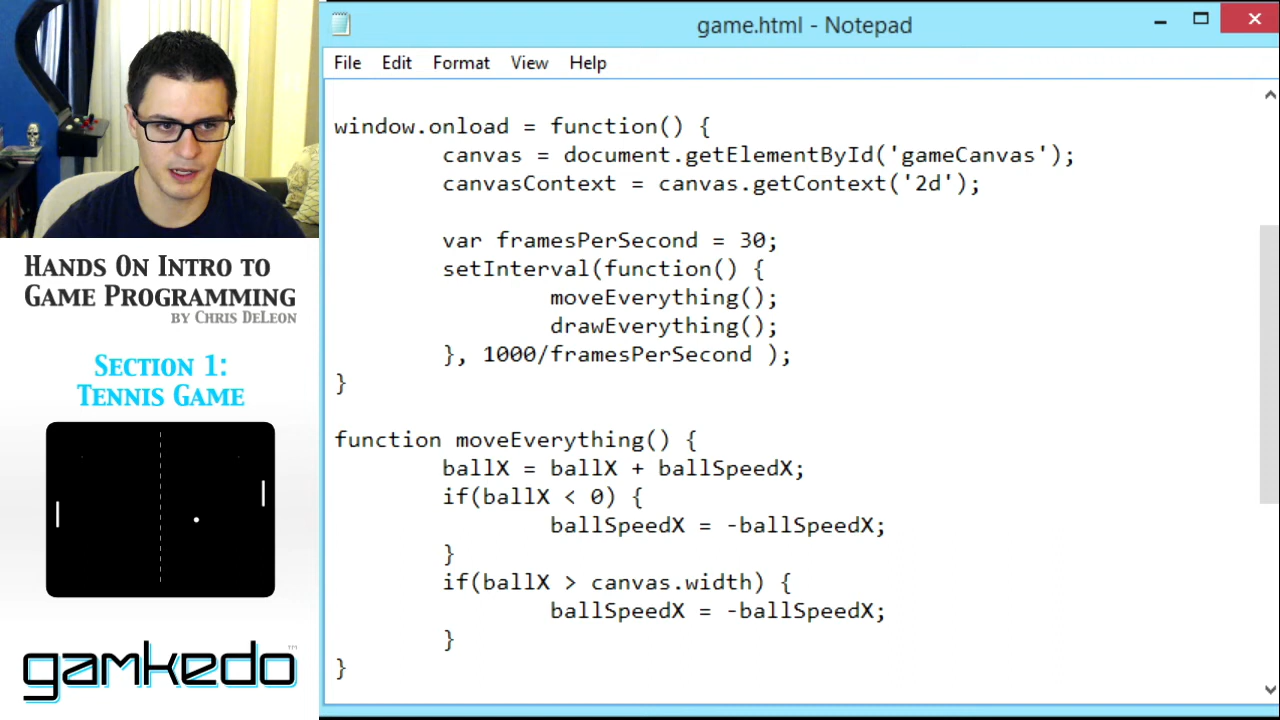 HANDS ON INTRO TO
GAME PROGRAMMING
BY CHRIS DELEON
SECTION 1:
TENNIS GAME
gamkedo™
game.html - Notepad
File Edit Format View Help
window.onload = function() {
canvas = document.getElementById('gameCanvas');
canvasContext = canvas.getContext('2d');
var framesPerSecond = 30;
setInterval(function() {
moveEverything();
drawEverything();
}, 1000/framesPerSecond );
}
function moveEverything() {
ballX = ballX + ballSpeedX;
if(ballX < 0) {
ballSpeedX = -ballSpeedX;
}
if(ballX > canvas.width) {
ballSpeedX = -ballSpeedX;
}
}